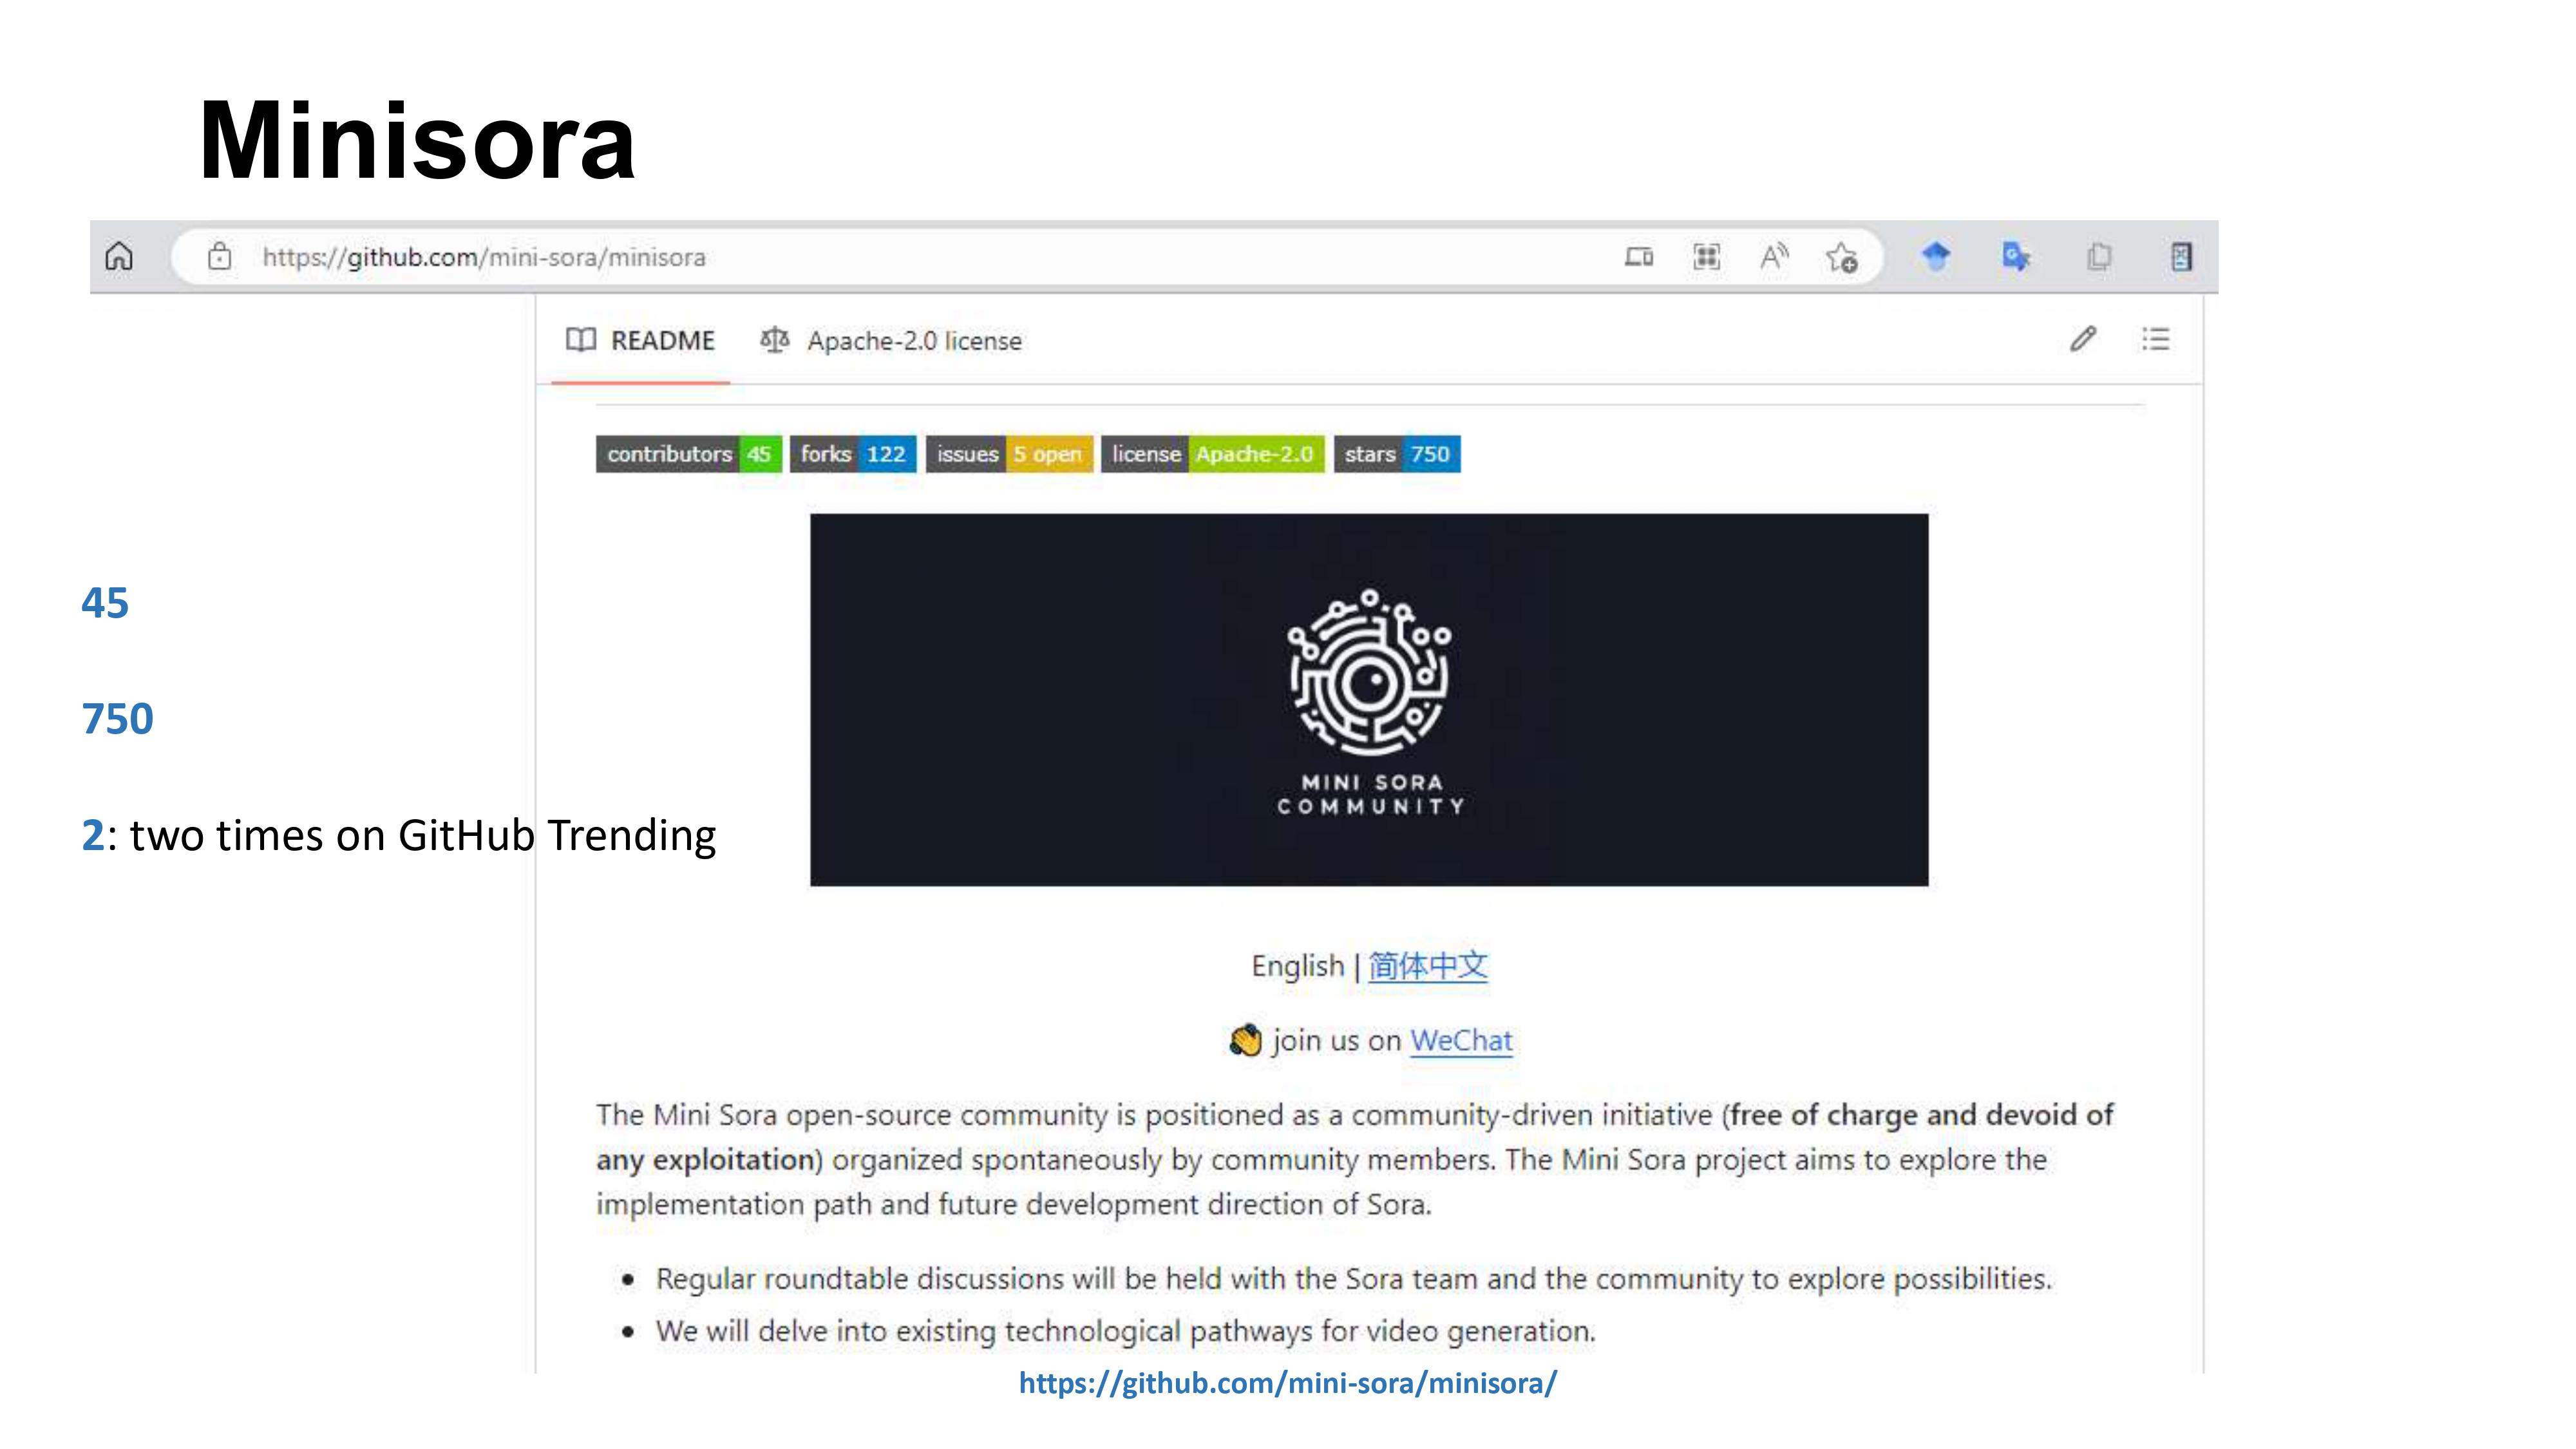 Minisora
https://github.com/mini-sora/minisora
README
Apache-2.0 license
contributors 45
forks 122
issues 5 open
license Apache-2.0
stars 750
45
750
2: two times on GitHub Trending
MINI SORA
COMMUNITY
English | 简体中文
👏 join us on WeChat
The Mini Sora open-source community is positioned as a community-driven initiative (free of charge and devoid of
any exploitation) organized spontaneously by community members. The Mini Sora project aims to explore the
implementation path and future development direction of Sora.
• Regular roundtable discussions will be held with the Sora team and the community to explore possibilities.
• We will delve into existing technological pathways for video generation.
https://github.com/mini-sora/minisora/